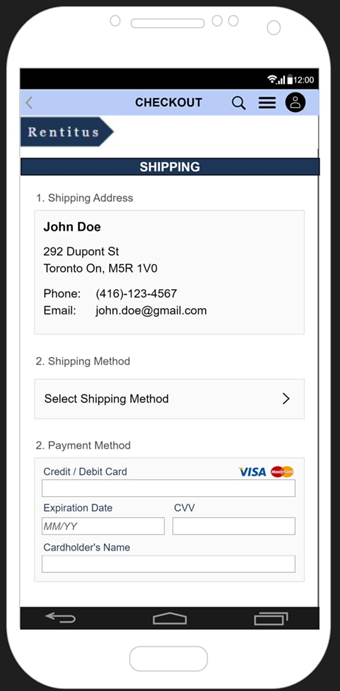 12:00
CHECKOUT
Rentitus
SHIPPING
1. Shipping Address
John Doe
292 Dupont St
Toronto On, M5R 1V0
Phone: (416)-123-4567
Email: john.doe@gmail.com
2. Shipping Method
Select Shipping Method
2. Payment Method
Credit / Debit Card VISA MasterCard
Expiration Date CVV
MM/YY
Cardholder's Name